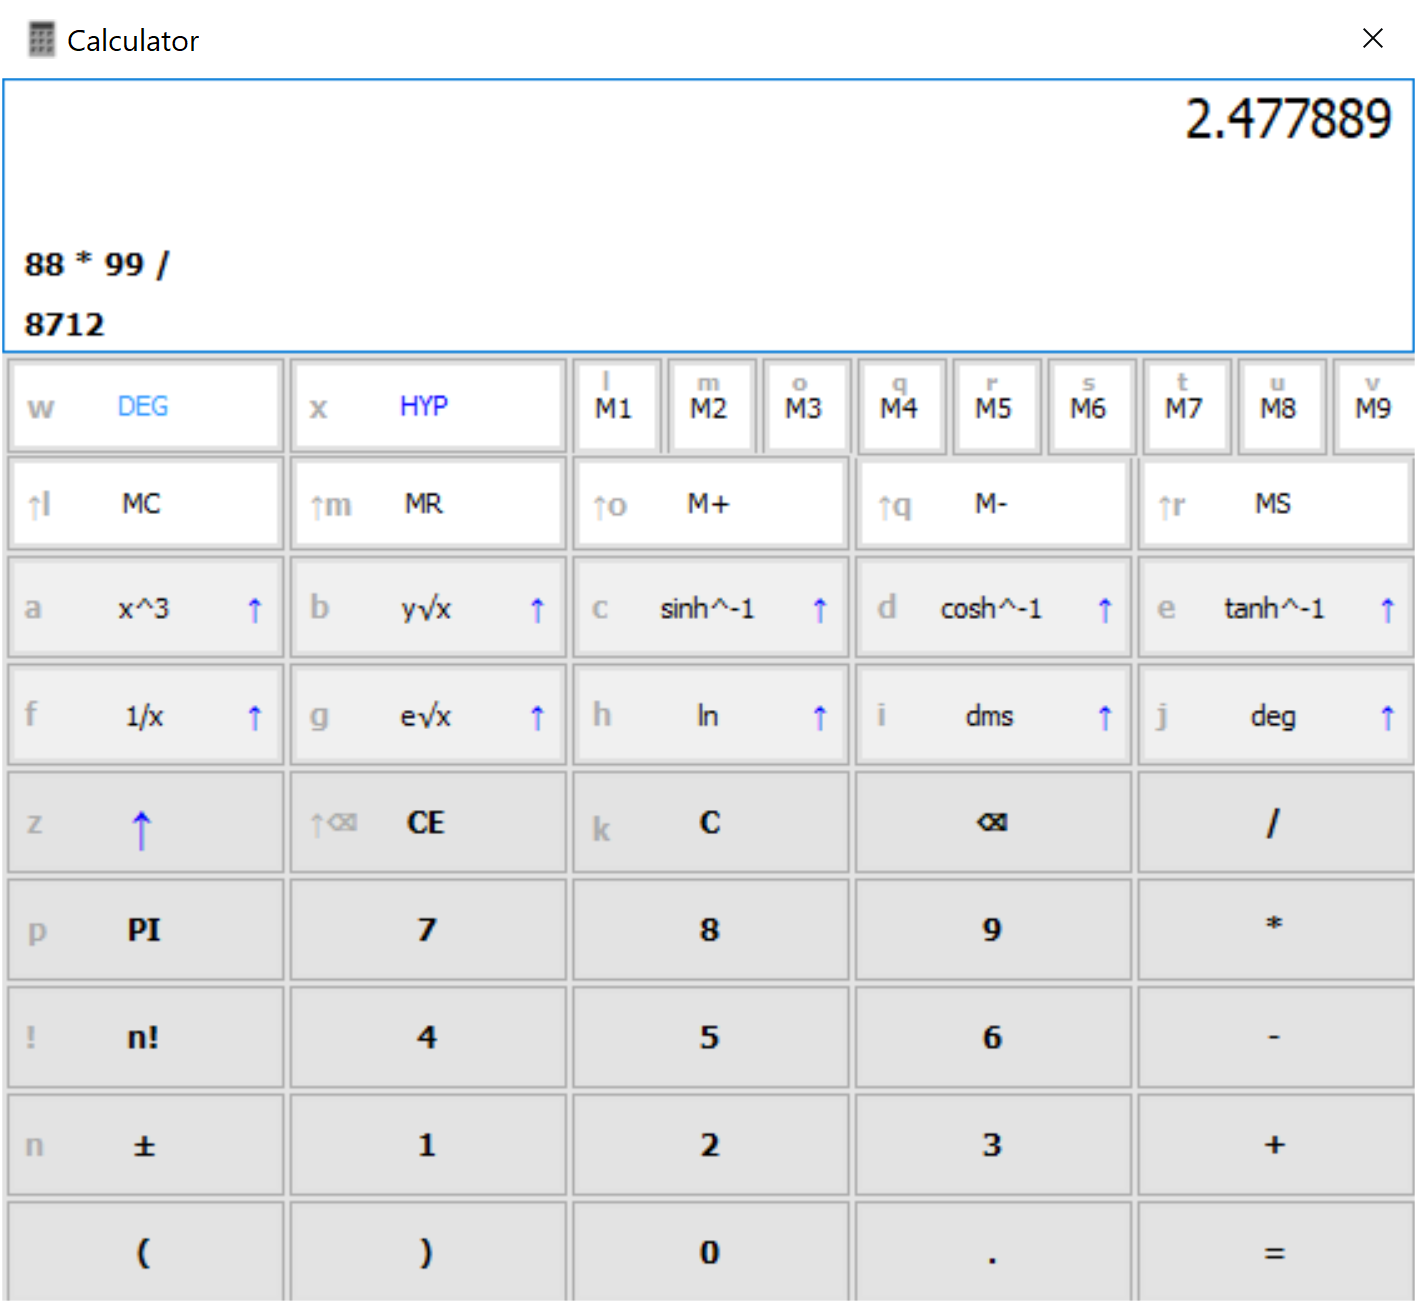 Calculator
2.477889
88 * 99 /
8712
w DEG x HYP l M1 m M2 o M3 q M4 r M5 s M6 t M7 u M8 v M9
↑l MC ↑m MR ↑o M+ ↑q M- ↑r MS
a x^3 ↑ b y√x ↑ c sinh^-1 ↑ d cosh^-1 ↑ e tanh^-1 ↑
f 1/x ↑ g e√x ↑ h ln ↑ i dms ↑ j deg ↑
z ↑ ↑⌫ CE k C ⌫ /
p PI 7 8 9 *
! n! 4 5 6 -
n ± 1 2 3 +
( ) 0 . =